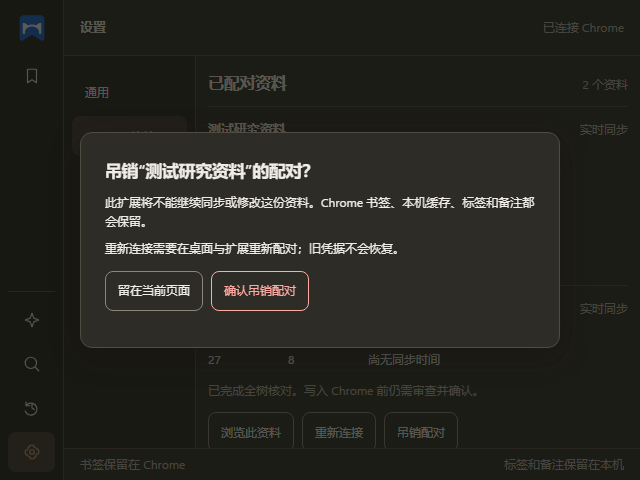 设置
已连接 Chrome
通用
已配对资料
2 个资料
测试研究资料
实时同步
吊销“测试研究资料”的配对？
此扩展将不能继续同步或修改这份资料。Chrome 书签、本机缓存、标签和备注都
会保留。
重新连接需要在桌面与扩展重新配对；旧凭据不会恢复。
留在当前页面
确认吊销配对
实时同步
27
8
尚无同步时间
已完成全树核对。写入 Chrome 前仍需审查并确认。
浏览此资料
重新连接
吊销配对
书签保留在 Chrome
标签和备注保留在本机